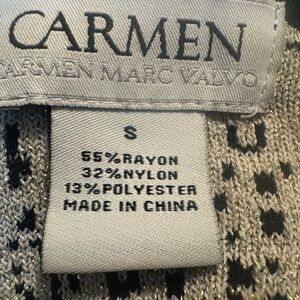 CARMEN
CARMEN MARC VALVO
S
55%RAYON
32%NYLON
13%POLYESTER
MADE IN CHINA